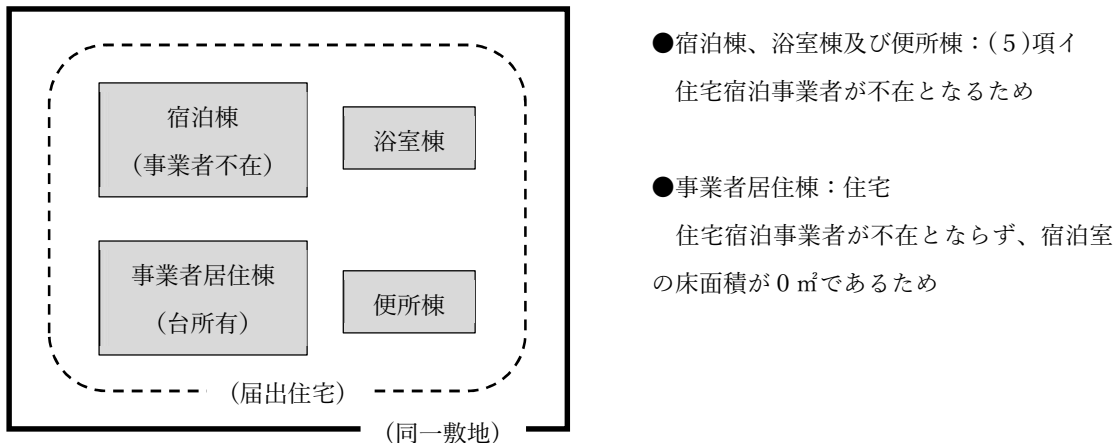 宿泊棟
（事業者不在）
浴室棟
事業者居住棟
（台所有）
便所棟
（届出住宅）
（同一敷地）
●宿泊棟、浴室棟及び便所棟：(５)項イ
住宅宿泊事業者が不在となるため
●事業者居住棟：住宅
住宅宿泊事業者が不在とならず、宿泊室
の床面積が０㎡であるため